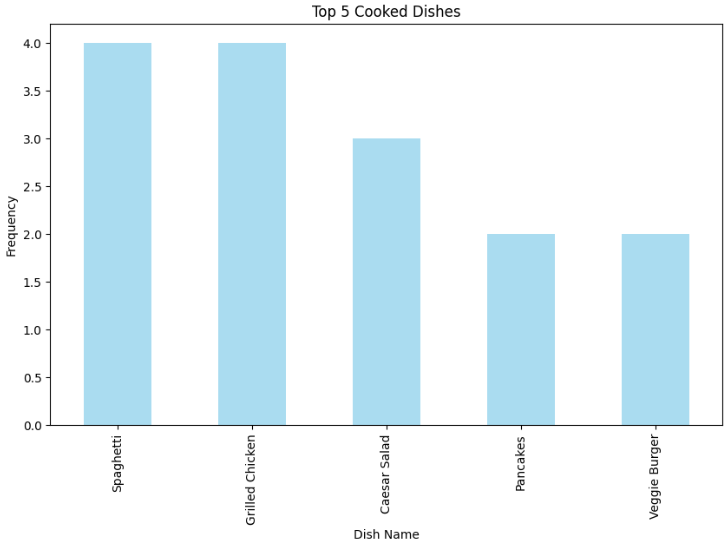 Top 5 Cooked Dishes
Frequency
4.0
3.5
3.0
2.5
2.0
1.5
1.0
0.5
0.0
Spaghetti
Grilled Chicken
Caesar Salad
Pancakes
Veggie Burger
Dish Name